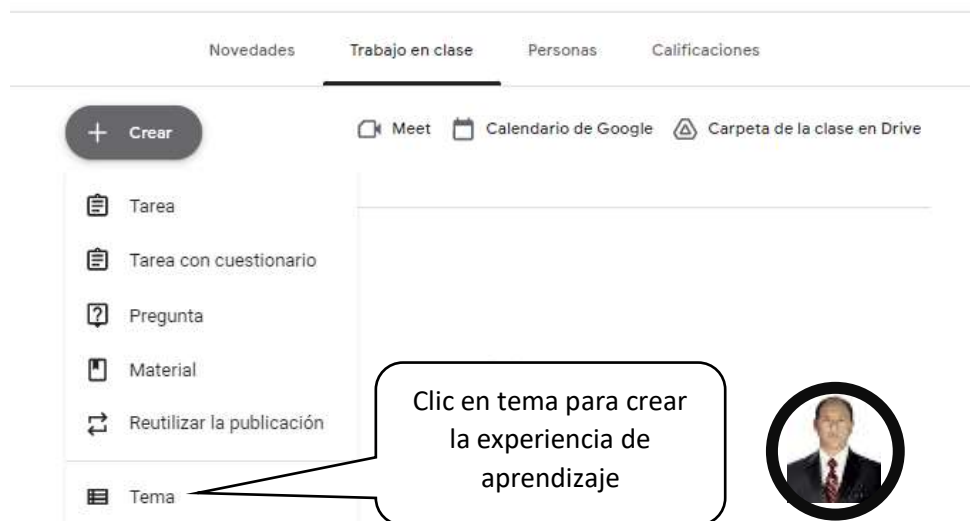 Novedades Trabajo en clase Personas Calificaciones
Crear Meet Calendario de Google Carpeta de la clase en Drive
Tarea
Tarea con cuestionario
Pregunta
Material
Reutilizar la publicación
Tema
Clic en tema para crear
la experiencia de
aprendizaje